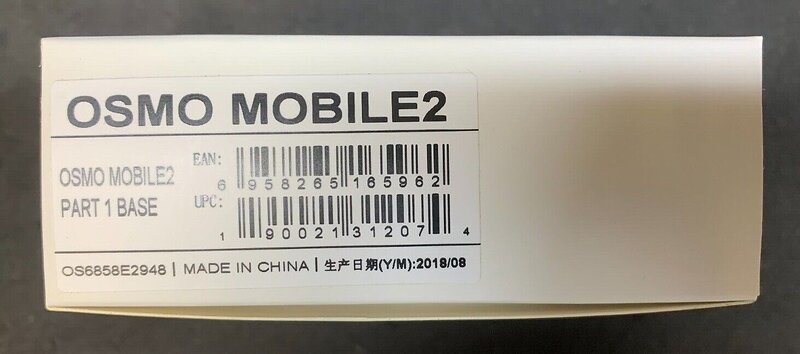 OSMO MOBILE2
OSMO MOBILE2
PART 1 BASE
EAN:
6 958265 165962
UPC:
1 90021 31207 4
OS6858E2948 | MADE IN CHINA | 生产日期(Y/M):2018/08